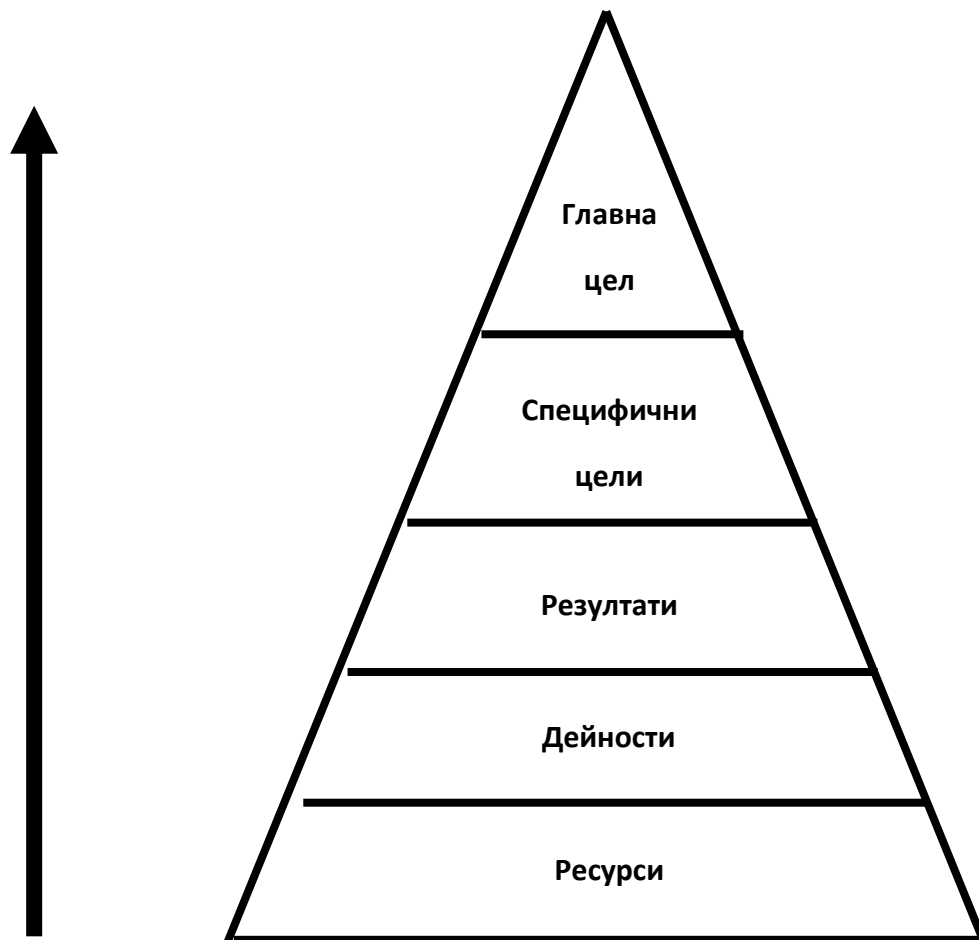 Главна
цел
Специфични
цели
Резултати
Дейности
Ресурси